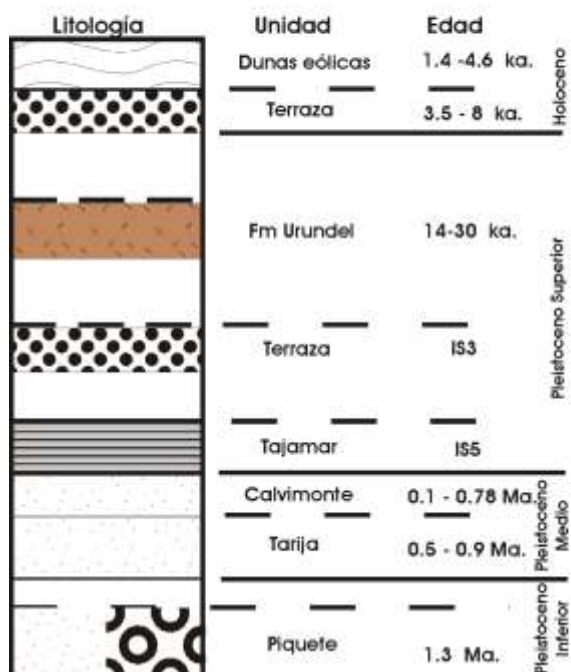 Litología Unidad Edad
Dunas eólicas 1.4 -4.6 ka.
Terraza 3.5 - 8 ka.
Holoceno
Fm Urundel 14-30 ka.
Terraza IS3
Tajamar IS5
Pleistoceno Superior
Calvimonte 0.1 - 0.78 Ma.
Tarija 0.5 - 0.9 Ma.
Pleistoceno
Medio
Piquete 1.3 Ma.
Pleistoceno
Inferior